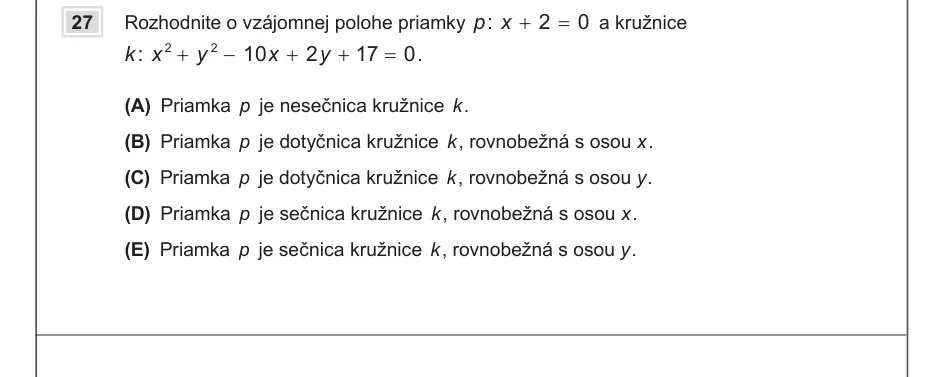 27 Rozhodnite o vzájomnej polohe priamky p: x + 2 = 0 a kružnice
k: x² + y² − 10x + 2y + 17 = 0.
(A) Priamka p je nesečnica kružnice k.
(B) Priamka p je dotyčnica kružnice k, rovnobežná s osou x.
(C) Priamka p je dotyčnica kružnice k, rovnobežná s osou y.
(D) Priamka p je sečnica kružnice k, rovnobežná s osou x.
(E) Priamka p je sečnica kružnice k, rovnobežná s osou y.